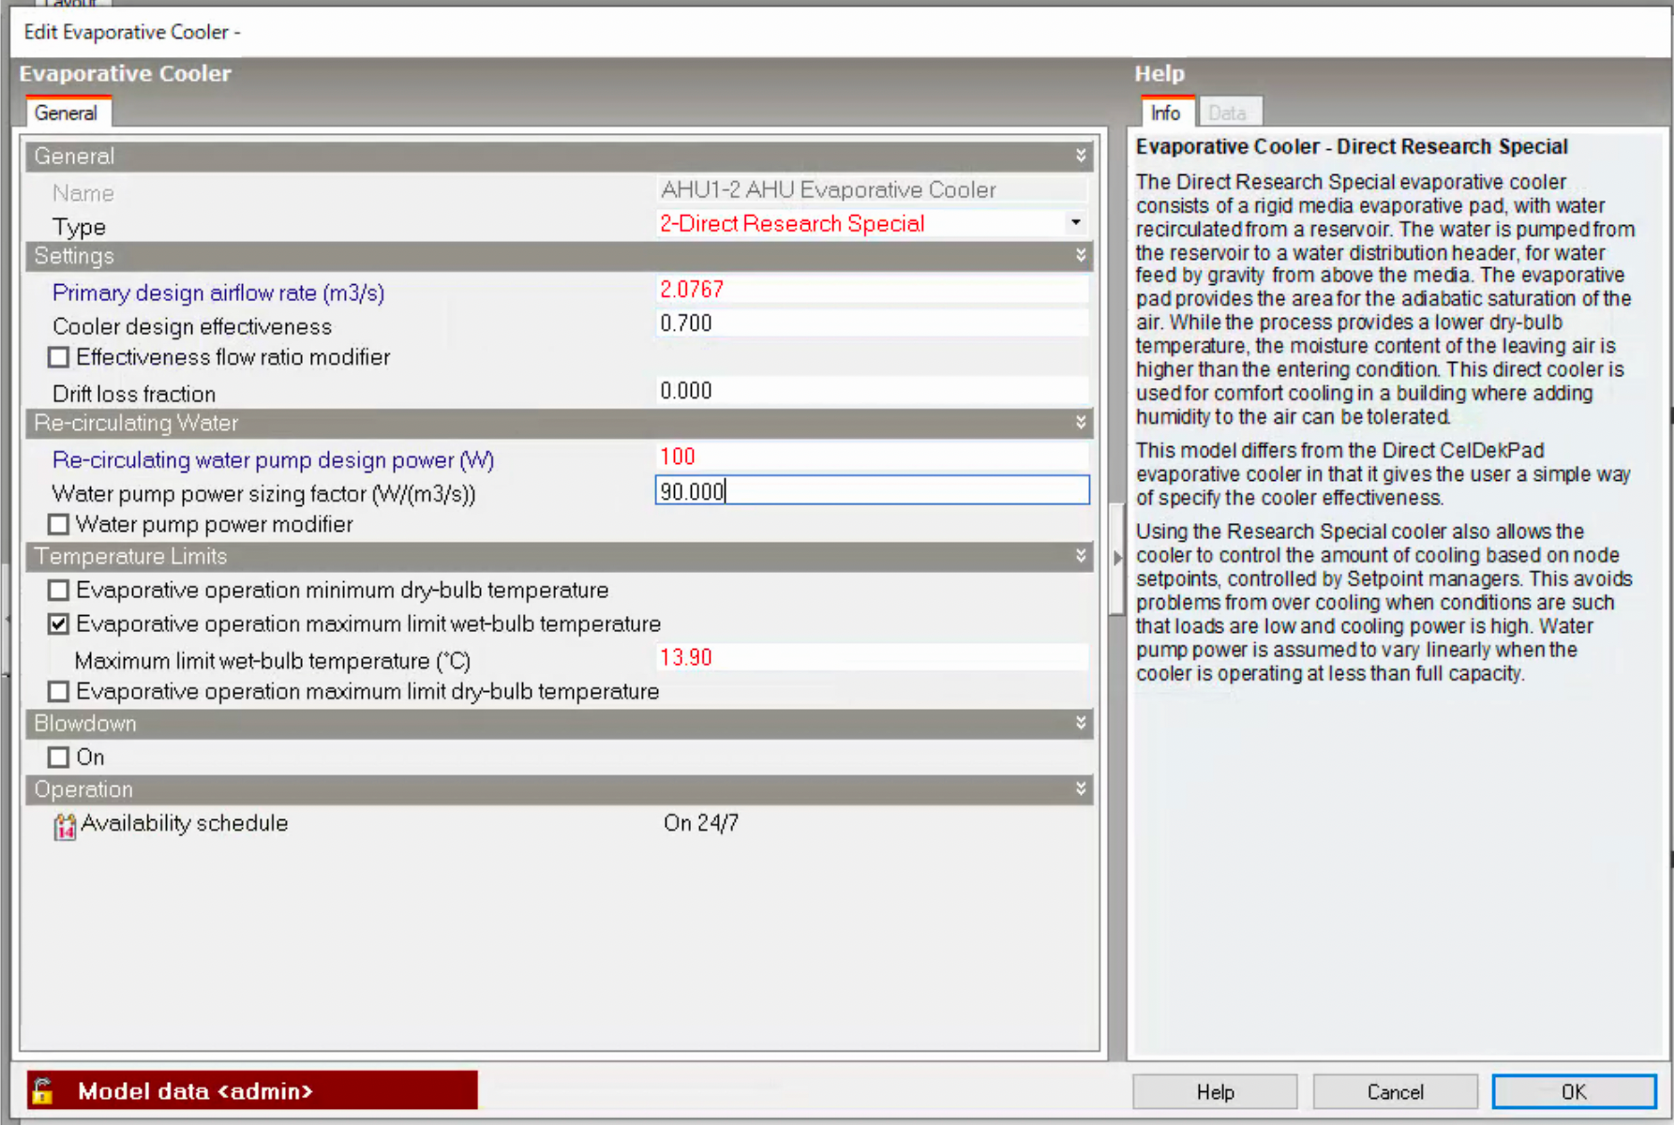 Layout
Edit Evaporative Cooler -
Evaporative Cooler
General
General
Name
AHU1-2 AHU Evaporative Cooler
Type
2-Direct Research Special
Settings
Primary design airflow rate (m3/s)
2.0767
Cooler design effectiveness
0.700
Effectiveness flow ratio modifier
Drift loss fraction
0.000
Re-circulating Water
Re-circulating water pump design power (W)
100
Water pump power sizing factor (W/(m3/s))
90.000
Water pump power modifier
Temperature Limits
Evaporative operation minimum dry-bulb temperature
Evaporative operation maximum limit wet-bulb temperature
Maximum limit wet-bulb temperature (°C)
13.90
Evaporative operation maximum limit dry-bulb temperature
Blowdown
On
Operation
14
Availability schedule
On 24/7
Model data <admin>
Help
Info
Data
Evaporative Cooler - Direct Research Special
The Direct Research Special evaporative cooler
consists of a rigid media evaporative pad, with water
recirculated from a reservoir. The water is pumped from
the reservoir to a water distribution header, for water
feed by gravity from above the media. The evaporative
pad provides the area for the adiabatic saturation of the
air. While the process provides a lower dry-bulb
temperature, the moisture content of the leaving air is
higher than the entering condition. This direct cooler is
used for comfort cooling in a building where adding
humidity to the air can be tolerated.
This model differs from the Direct CelDekPad
evaporative cooler in that it gives the user a simple way
of specify the cooler effectiveness.
Using the Research Special cooler also allows the
cooler to control the amount of cooling based on node
setpoints, controlled by Setpoint managers. This avoids
problems from over cooling when conditions are such
that loads are low and cooling power is high. Water
pump power is assumed to vary linearly when the
cooler is operating at less than full capacity.
Help
Cancel
OK